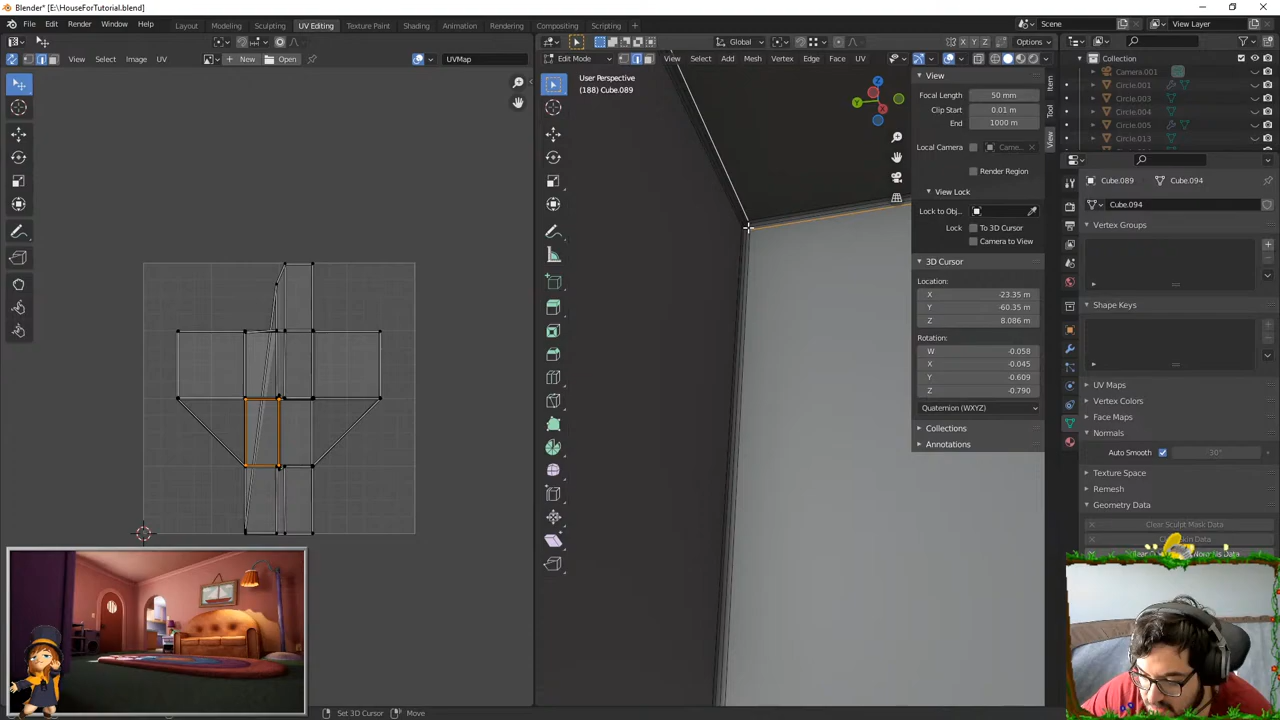 Blender* [E:\HouseForTutorial.blend]
File Edit Render Window Help Layout Modeling Sculpting UV Editing Texture Paint Shading Animation Rendering Compositing Scripting Scene View Layer
Global Options
View Select Image UV New Open UVMap Edit Mode View Select Add Mesh Vertex Edge Face UV X Y Z
User Perspective
(188) Cube.089
View
Focal Length 50 mm
Clip Start 0.01 m
End 1000 m
Local Camera Came...
Render Region
View Lock
Lock to Obj...
Lock To 3D Cursor
Camera to View
3D Cursor
Location:
X -23.35 m
Y -60.35 m
Z 8.086 m
Rotation:
W -0.058
X -0.045
Y -0.609
Z -0.790
Quaternion (WXYZ)
Collections
Annotations
Item
Tool
View
Collection
Camera.001
Circle.001
Circle.003
Circle.004
Circle.005
Circle.013
Cube.089 Cube.094
Cube.094
Vertex Groups
Shape Keys
UV Maps
Vertex Colors
Face Maps
Normals
Auto Smooth 30°
Texture Space
Remesh
Geometry Data
Clear Sculpt Mask Data
Set 3D Cursor Move